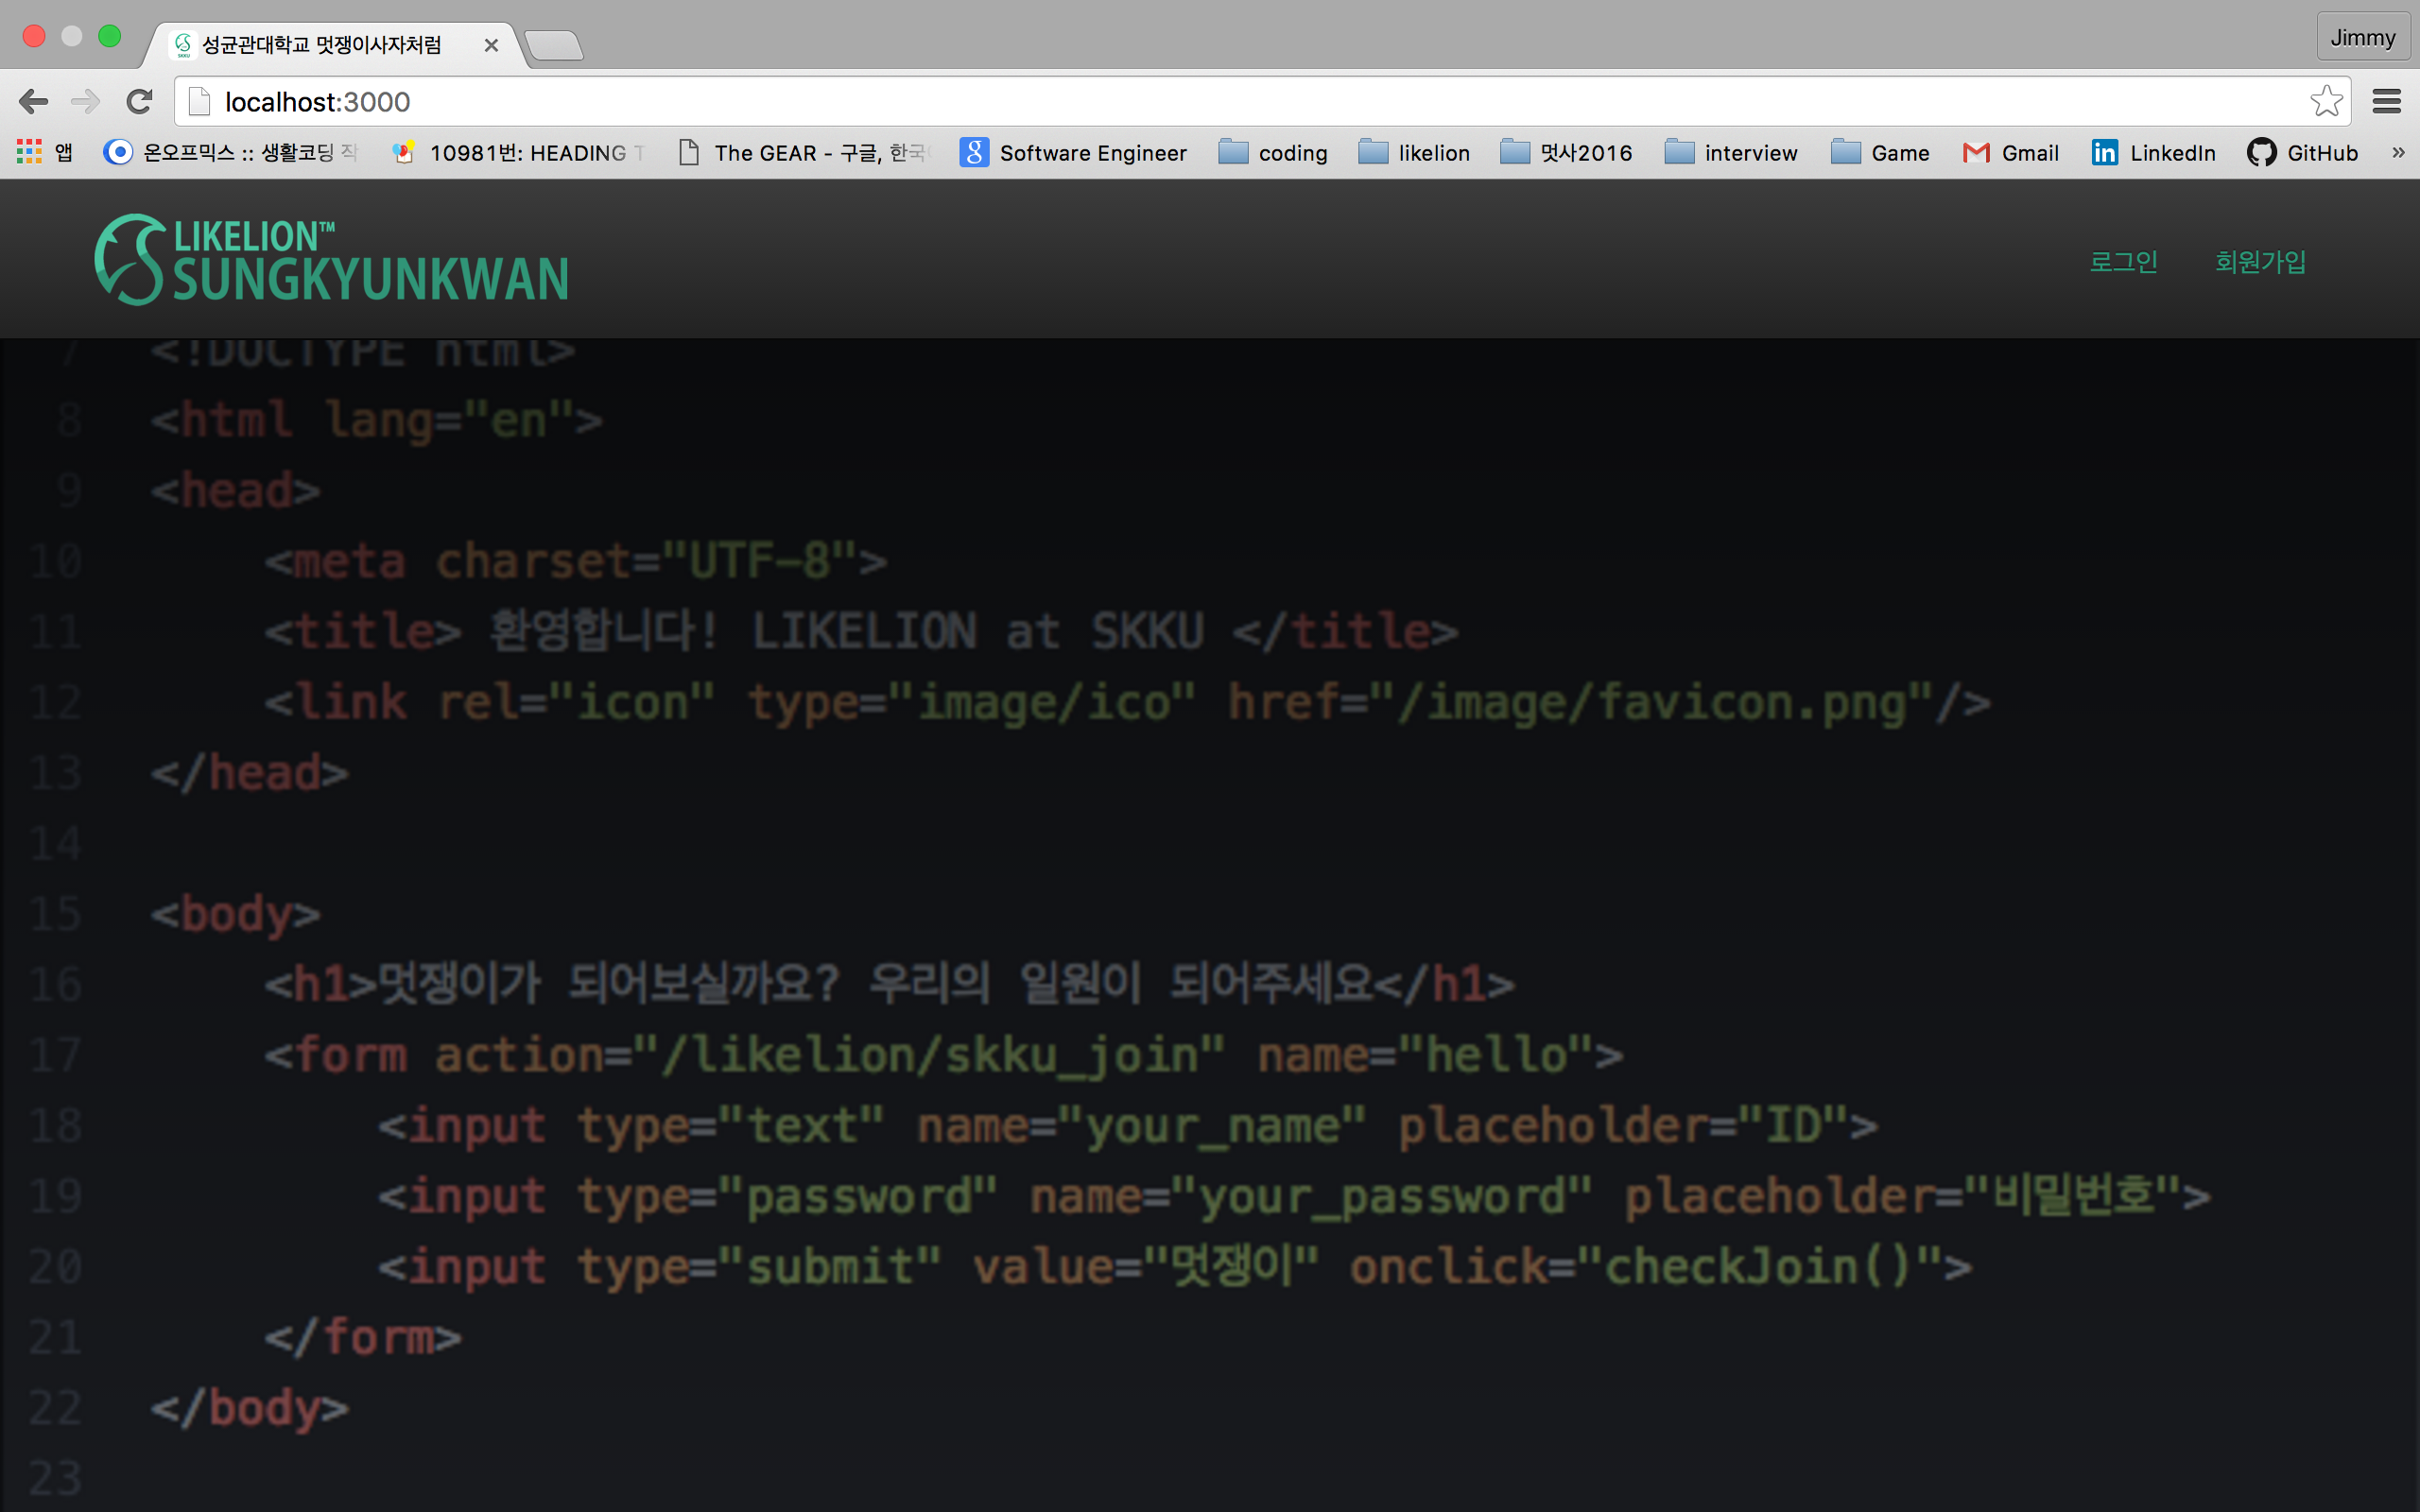 성균관대학교 멋쟁이사자처럼
Jimmy
localhost:3000
앱 온오프믹스 :: 생활코딩 작 10981번: HEADING T The GEAR - 구글, 한국 Software Engineer coding likelion 멋사2016 interview Game Gmail LinkedIn GitHub »
LIKELION™
SUNGKYUNKWAN
SKKU
로그인 회원가입
7 <!DOCTYPE html>
8 <html lang="en">
9 <head>
10 <meta charset="UTF-8">
11 <title> 환영합니다! LIKELION at SKKU </title>
12 <link rel="icon" type="image/ico" href="/image/favicon.png"/>
13 </head>
14
15 <body>
16 <h1>멋쟁이가 되어보실까요? 우리의 일원이 되어주세요</h1>
17 <form action="/likelion/skku_join" name="hello">
18 <input type="text" name="your_name" placeholder="ID">
19 <input type="password" name="your_password" placeholder="비밀번호">
20 <input type="submit" value="멋쟁이" onclick="checkJoin()">
21 </form>
22 </body>
23